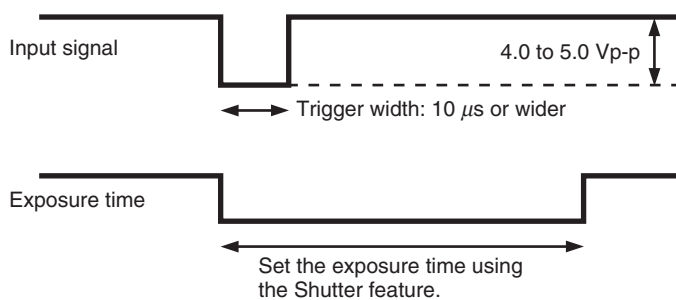 Input signal
4.0 to 5.0 Vp-p
Trigger width: 10 μs or wider
Exposure time
Set the exposure time using
the Shutter feature.